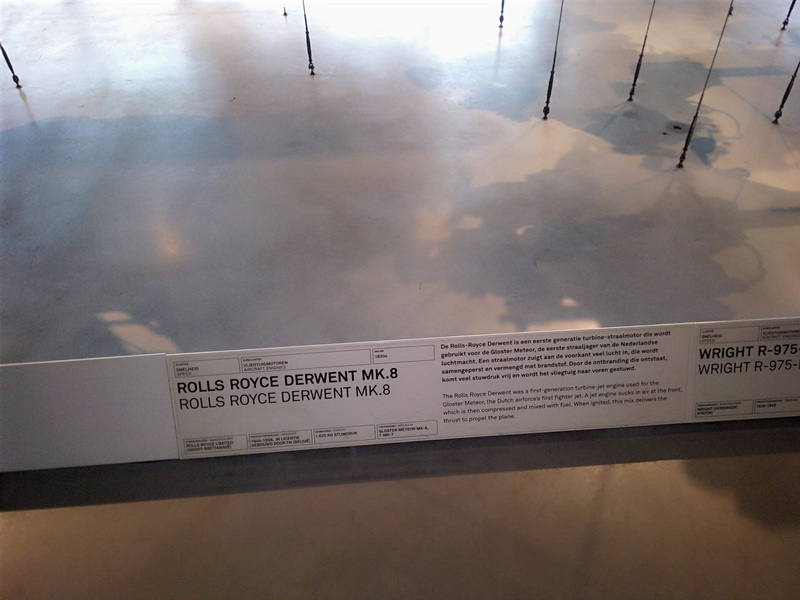 SNELHEID
SPEED
VLIEGTUIGMOTOREN
AIRCRAFT ENGINES
ROLLS ROYCE DERWENT MK.8
ROLLS ROYCE DERWENT MK.8
ROLLS ROYCE LIMITED
1 633 KG STUWDRUK
GLOSTER METEOR MK-8,
De Rolls-Royce Derwent is een eerste generatie turbine-straalmotor die wordt
gebruikt voor de Gloster Meteor, de eerste straaljager van de Nederlandse
luchtmacht. Een straalmotor zuigt aan de voorkant veel lucht in, die wordt
samengeperst en vermengd met brandstof. Door de ontbranding die ontstaat,
komt veel stuwdruk vrij en wordt het vliegtuig naar voren gestuwd.
The Rolls Royce Derwent was a first-generation turbine-jet engine used for the
Gloster Meteor, the Dutch airforce's first fighter jet. A jet engine sucks in air at the front,
which is then compressed and mixed with fuel. When ignited, this mix delivers the
thrust to propel the plane.
SNELHEID
SPEED
WRIGHT R-975-
WRIGHT R-975-